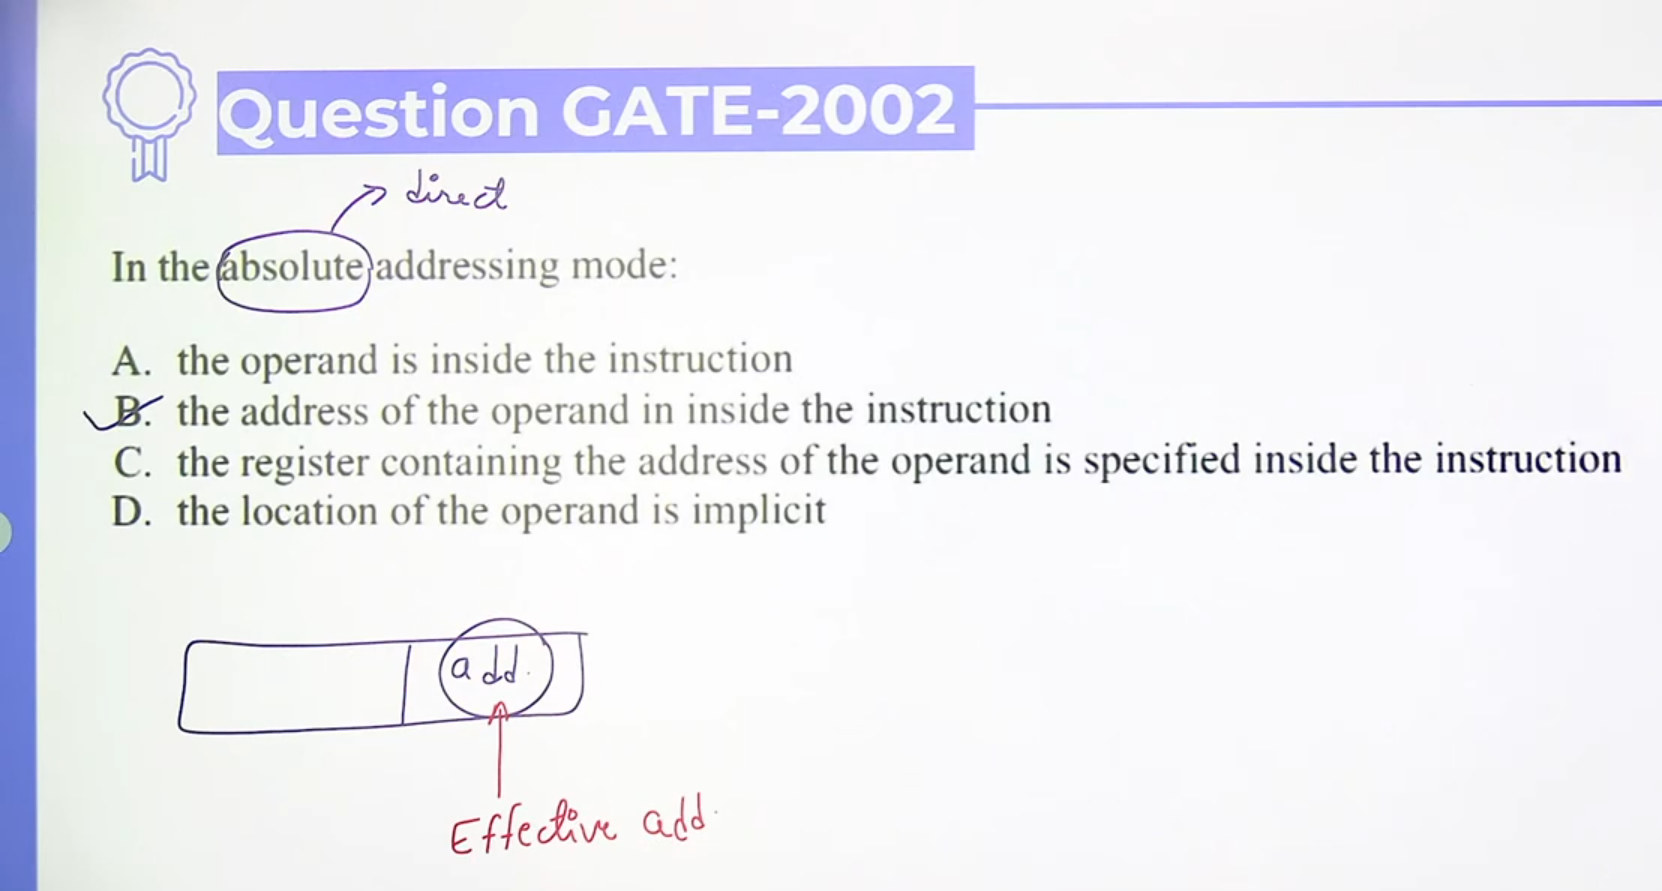 Question GATE-2002
direct
In the absolute addressing mode:
A. the operand is inside the instruction
B. the address of the operand in inside the instruction
C. the register containing the address of the operand is specified inside the instruction
D. the location of the operand is implicit
add.
Effective add.